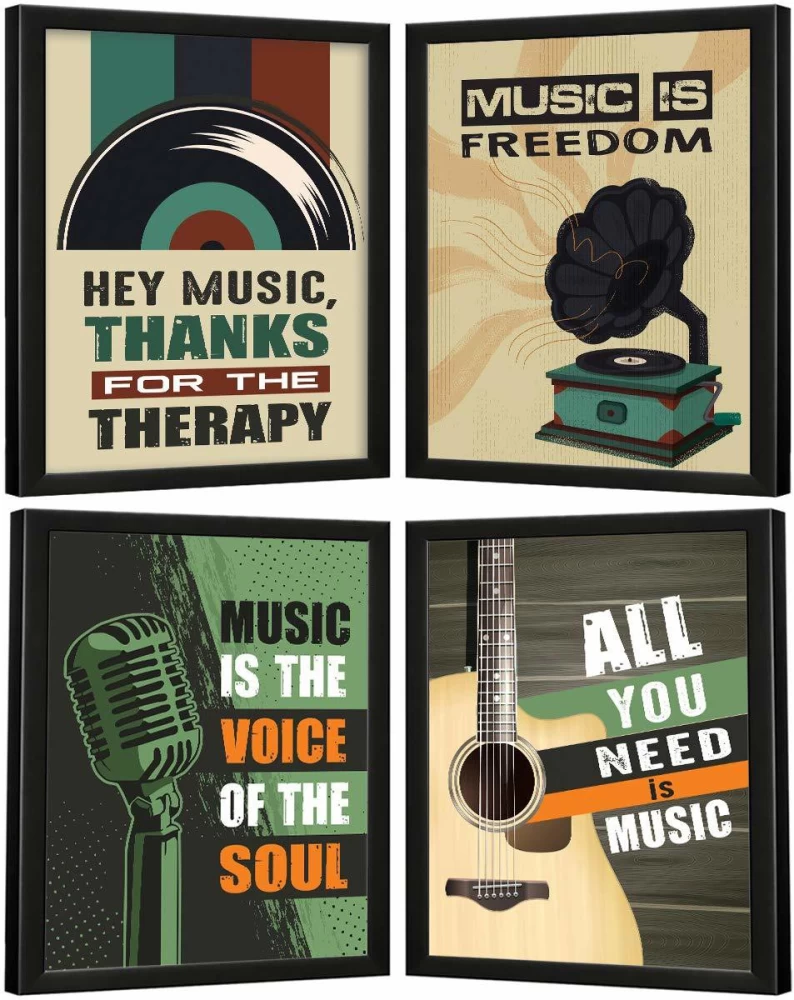 HEY MUSIC,
THANKS
FOR THE
THERAPY
MUSIC IS
FREEDOM
MUSIC
IS THE
VOICE
OF THE
SOUL
ALL
YOU
NEED
is
MUSIC